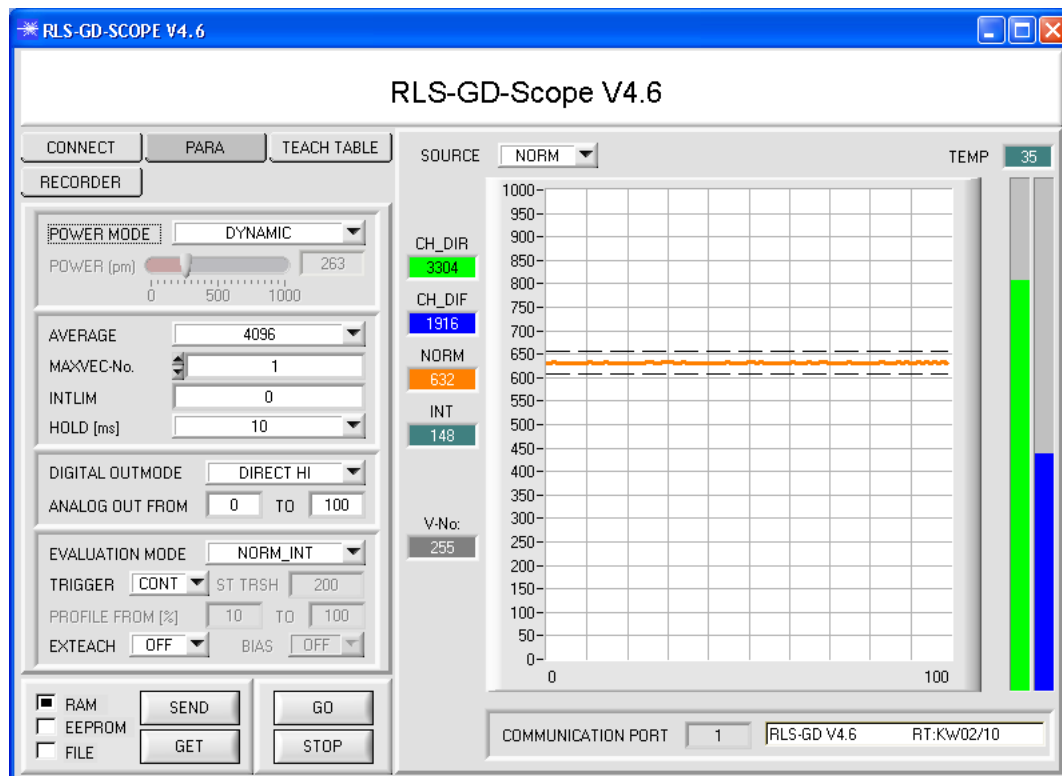 RLS-GD-SCOPE V4.6
RLS-GD-Scope V4.6
CONNECT PARA TEACH TABLE
RECORDER
POWER MODE DYNAMIC
POWER (pm) 263
0 500 1000
AVERAGE 4096
MAXVEC-No. 1
INTLIM 0
HOLD [ms] 10
DIGITAL OUTMODE DIRECT HI
ANALOG OUT FROM 0 TO 100
EVALUATION MODE NORM_INT
TRIGGER CONT ST TRSH 200
PROFILE FROM [%] 10 TO 100
EXTEACH OFF BIAS OFF
RAM
EEPROM
FILE
SEND
GET
GO
STOP
SOURCE NORM
TEMP 35
CH_DIR
3304
CH_DIF
1916
NORM
632
INT
148
V-No:
255
1000
950
900
850
800
750
700
650
600
550
500
450
400
350
300
250
200
150
100
50
0
0 100
COMMUNICATION PORT 1 RLS-GD V4.6 RT:KW02/10